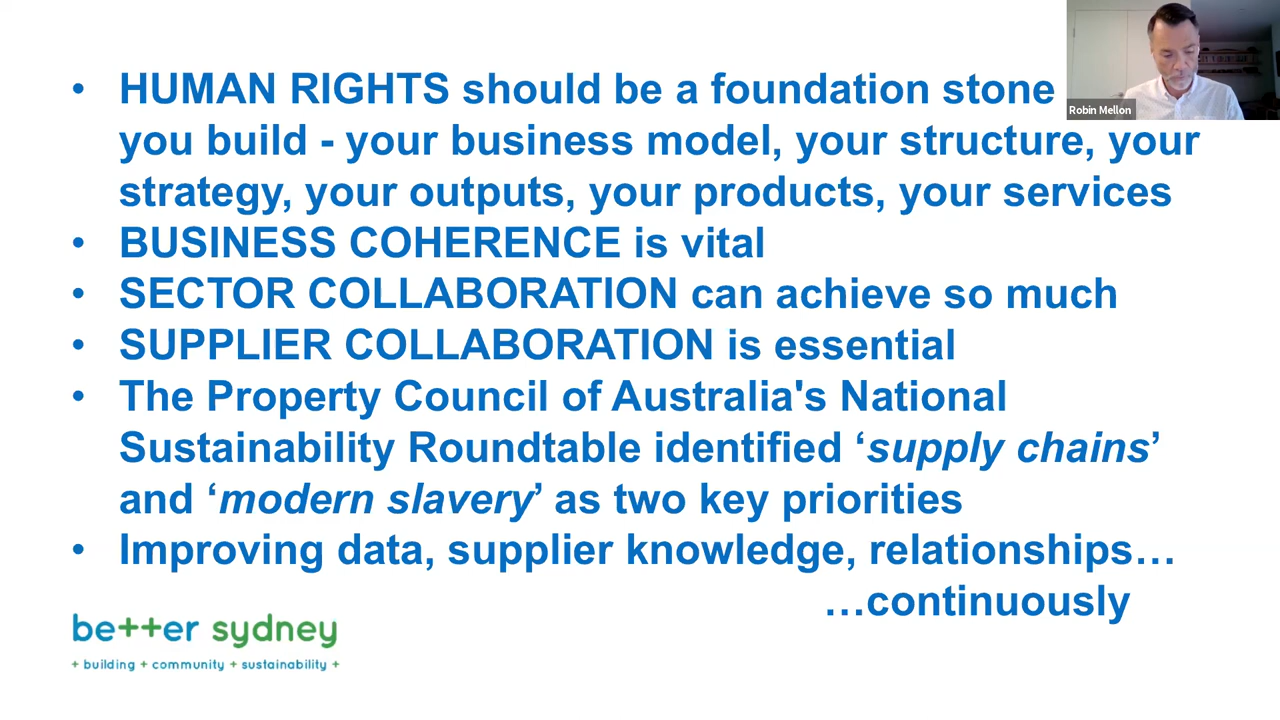 • HUMAN RIGHTS should be a foundation stone
you build - your business model, your structure, your
strategy, your outputs, your products, your services
• BUSINESS COHERENCE is vital
• SECTOR COLLABORATION can achieve so much
• SUPPLIER COLLABORATION is essential
• The Property Council of Australia's National
Sustainability Roundtable identified ‘supply chains’
and ‘modern slavery’ as two key priorities
• Improving data, supplier knowledge, relationships…
…continuously
be++er sydney
+ building + community + sustainability +
Robin Mellon